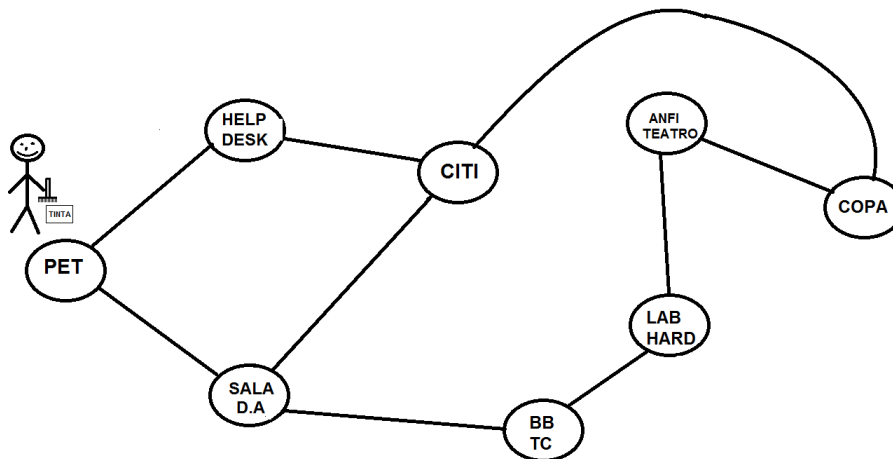 HELP
DESK
ANFI
TEATRO
CITI
COPA
TINTA
PET
LAB
HARD
SALA
D.A
BB
TC